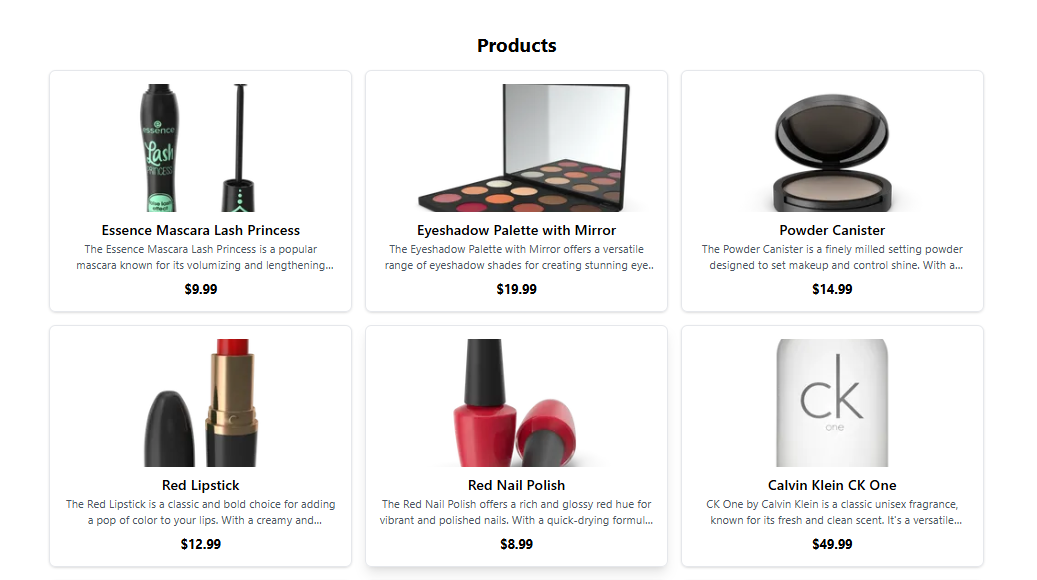 Products
essence
Lash
PRINCESS
Essence Mascara Lash Princess
The Essence Mascara Lash Princess is a popular
mascara known for its volumizing and lengthening...
$9.99
Eyeshadow Palette with Mirror
The Eyeshadow Palette with Mirror offers a versatile
range of eyeshadow shades for creating stunning eye..
$19.99
Powder Canister
The Powder Canister is a finely milled setting powder
designed to set makeup and control shine. With a...
$14.99
Red Lipstick
The Red Lipstick is a classic and bold choice for adding
a pop of color to your lips. With a creamy and...
$12.99
Red Nail Polish
The Red Nail Polish offers a rich and glossy red hue for
vibrant and polished nails. With a quick-drying formul...
$8.99
ck
one
Calvin Klein CK One
CK One by Calvin Klein is a classic unisex fragrance,
known for its fresh and clean scent. It's a versatile...
$49.99